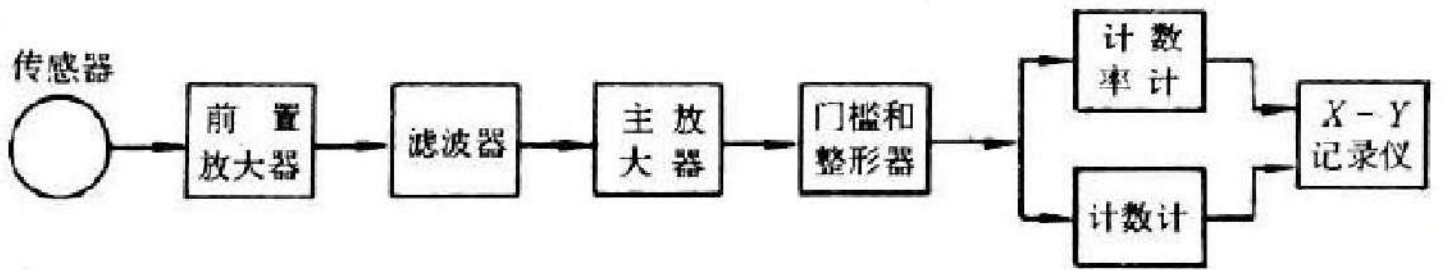 传感器
前置
放大器
滤波器
主放
大器
门槛和
整形器
计数
率计
计数计
X-Y
记录仪